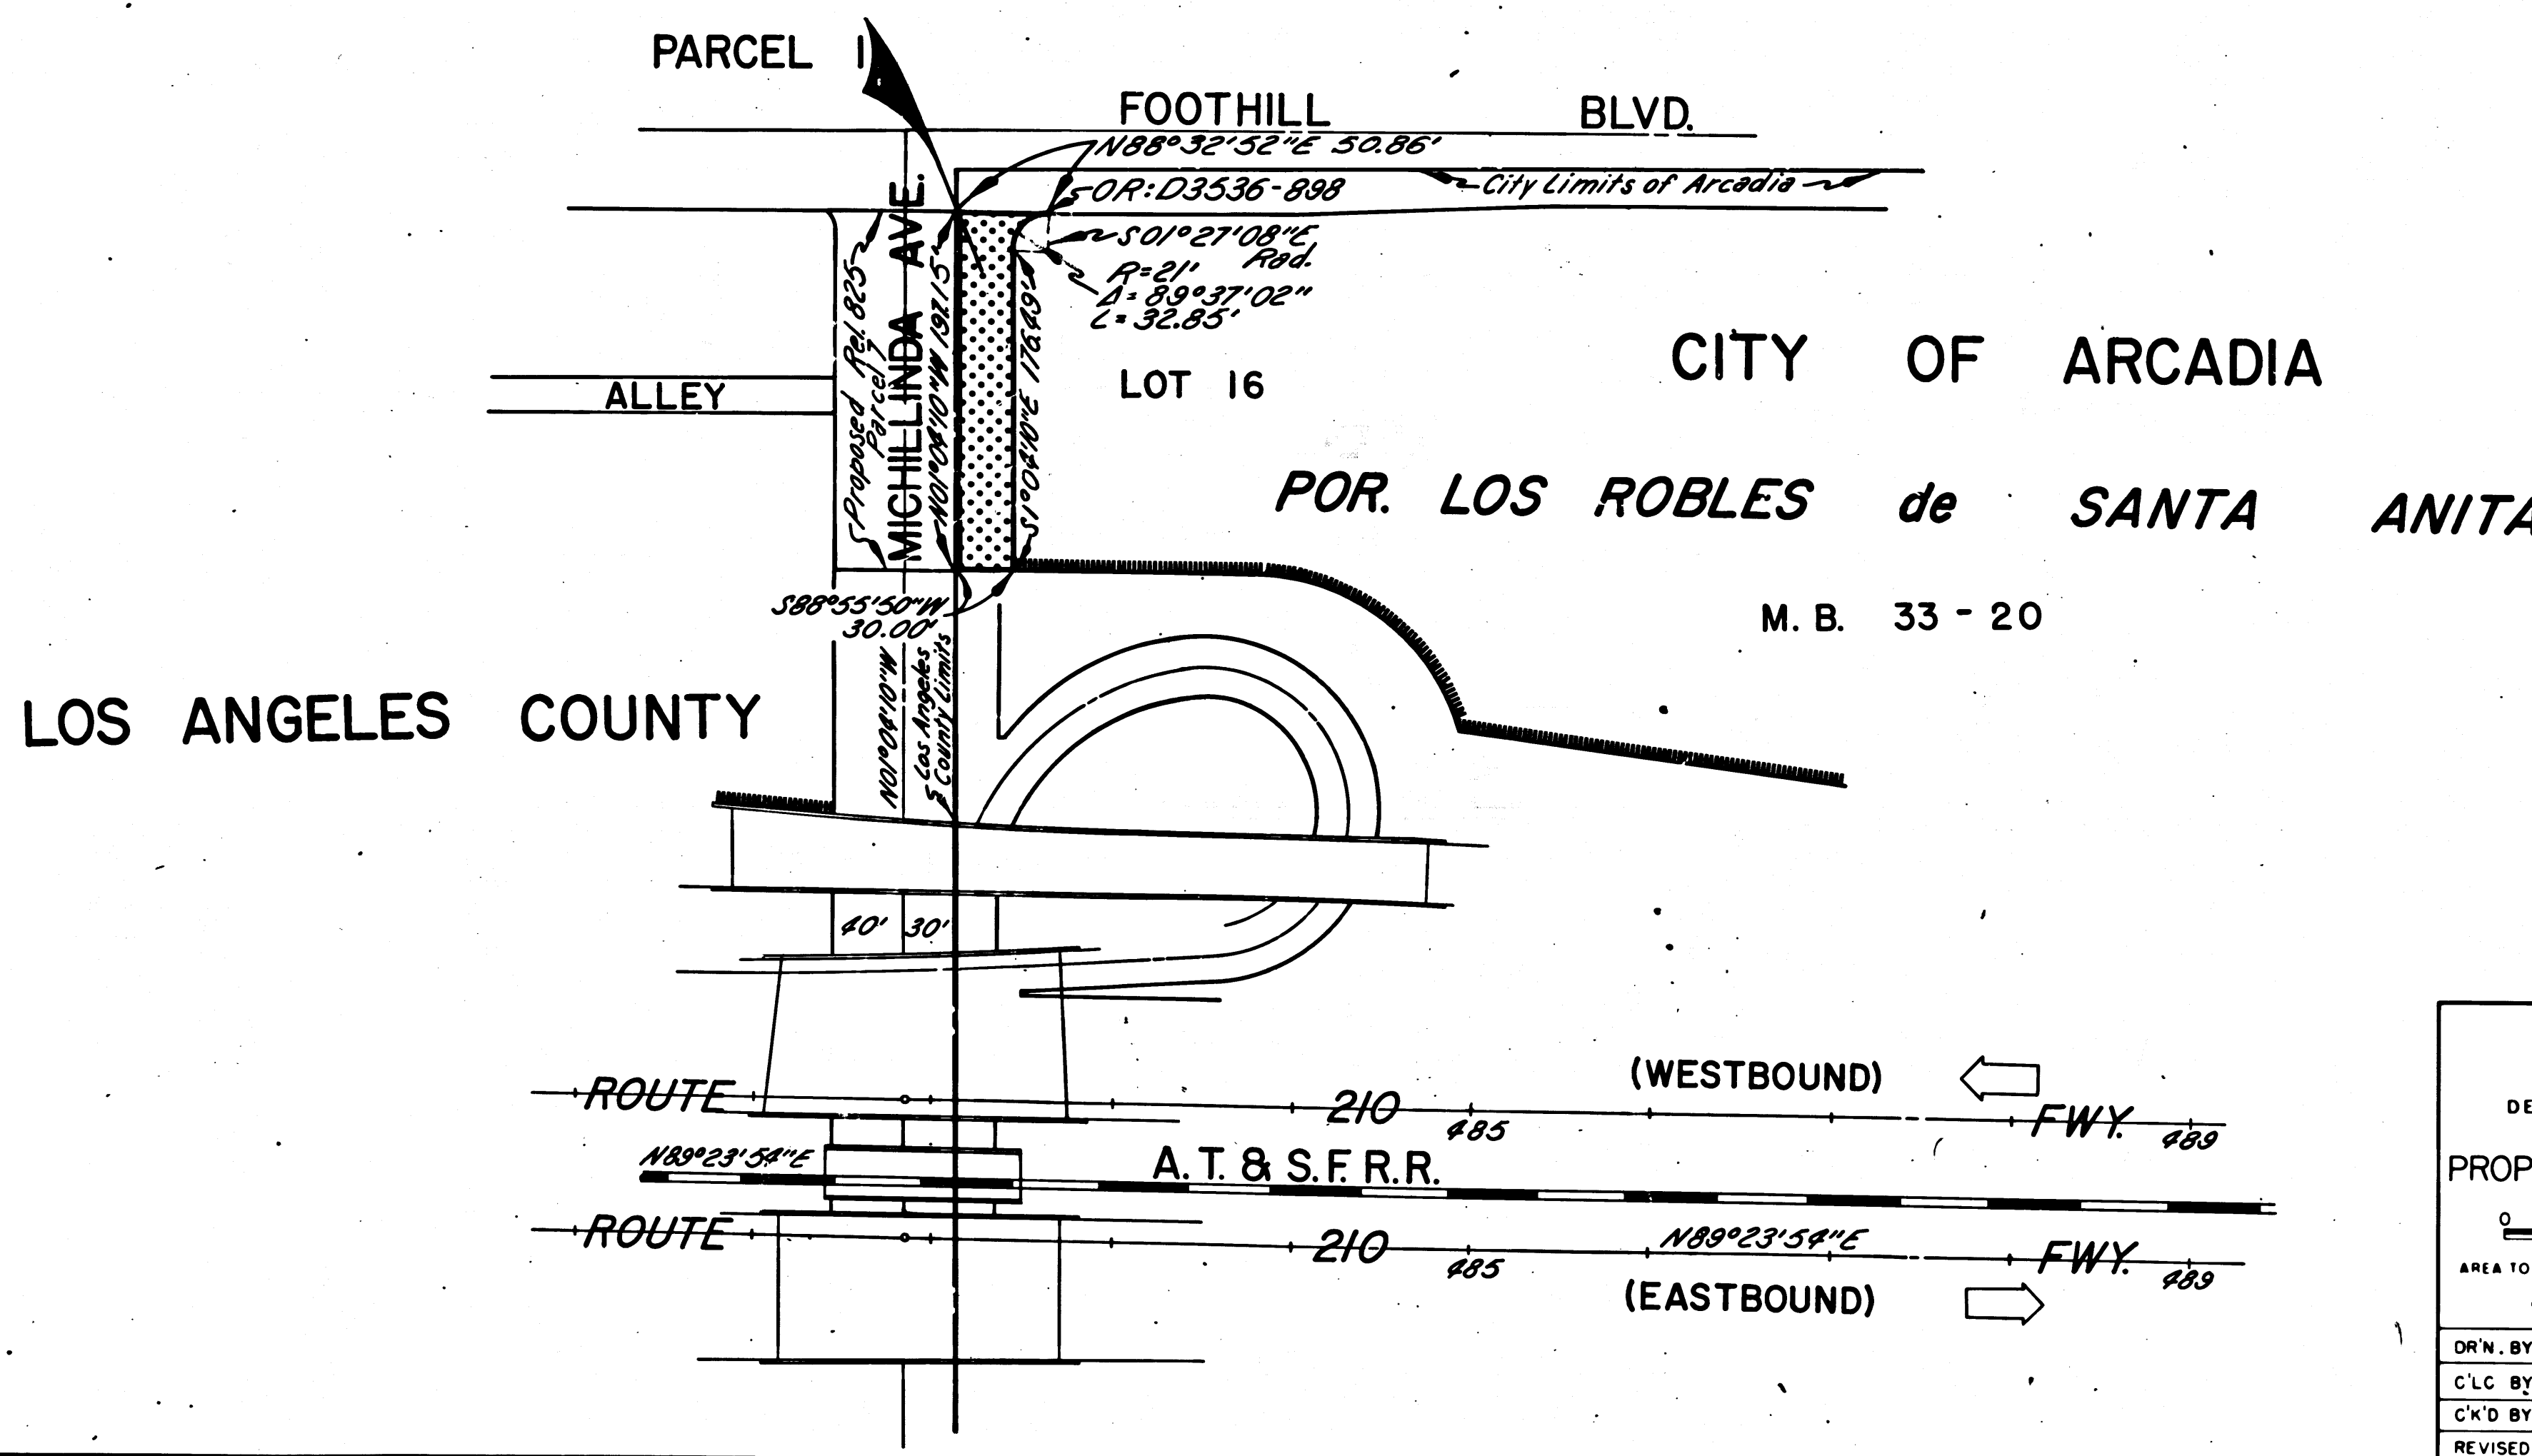 PARCEL 1
FOOTHILL BLVD.
N88°32'52"E 50.86'
OR: D3536-898
City Limits of Arcadia
S01°27'08"E
Rad.
R=21'
Δ=89°37'02"
L=32.85'
MICHILLINDA AVE.
Proposed Rel. 825
Parcel 7
N01°04'10"W 192.15'
S1°04'10"E 176.49'
ALLEY
LOT 16
CITY OF ARCADIA
POR. LOS ROBLES de SANTA ANITA
M. B. 33 - 20
S88°55'50"W
30.00'
LOS ANGELES COUNTY
N01°04'10"W
Los Angeles
County Limits
40' 30'
(WESTBOUND)
ROUTE 210 FWY.
485 489
N89°23'54"E
A. T. & S. F. R. R.
ROUTE 210 FWY.
N89°23'54"E
485 489
(EASTBOUND)
DE
PROP
0
AREA TO
DR'N. BY
C'LC BY
C'K'D BY
REVISED